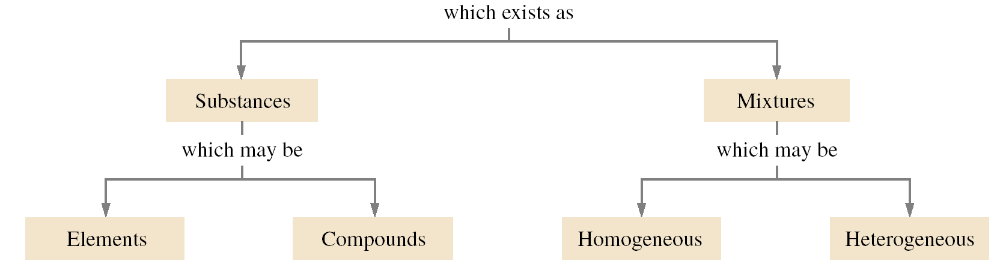 which exists as
Substances
Mixtures
which may be
which may be
Elements
Compounds
Homogeneous
Heterogeneous